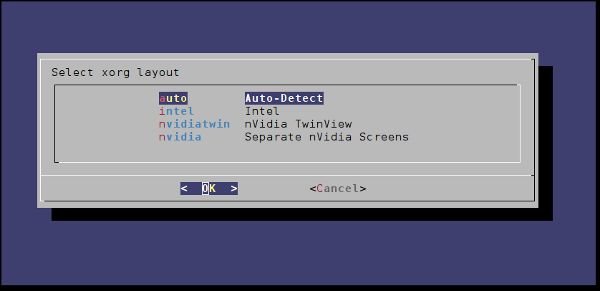 Select xorg layout
auto Auto-Detect
intel Intel
nvidiatwin nVidia TwinView
nvidia Separate nVidia Screens
< OK > <Cancel>